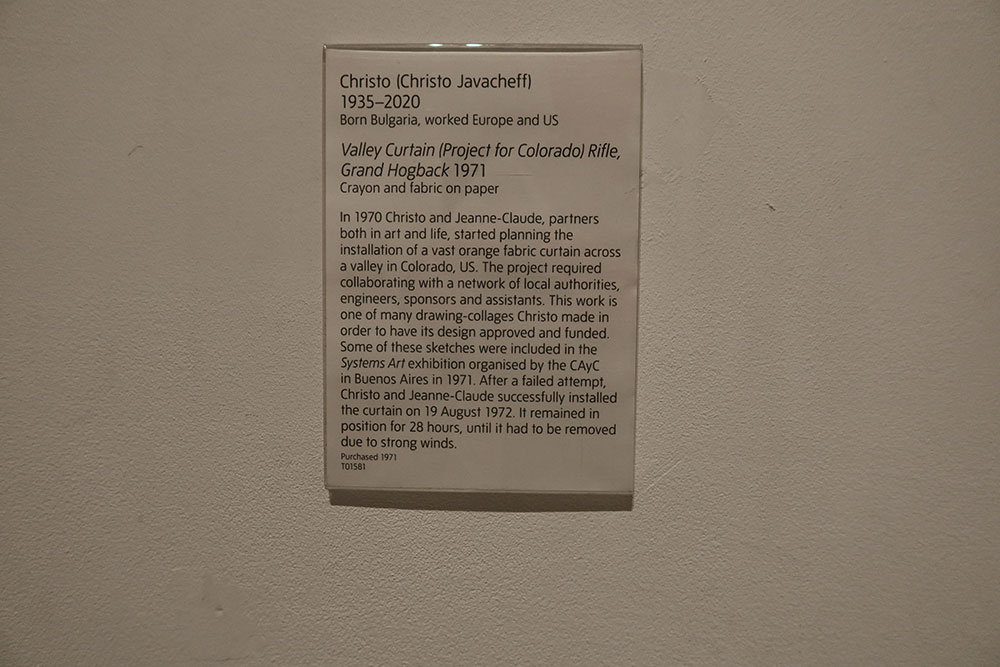 Christo (Christo Javacheff)
1935–2020
Born Bulgaria, worked Europe and US
Valley Curtain (Project for Colorado) Rifle,
Grand Hogback 1971
Crayon and fabric on paper
In 1970 Christo and Jeanne-Claude, partners
both in art and life, started planning the
installation of a vast orange fabric curtain across
a valley in Colorado, US. The project required
collaborating with a network of local authorities,
engineers, sponsors and assistants. This work is
one of many drawing-collages Christo made in
order to have its design approved and funded.
Some of these sketches were included in the
Systems Art exhibition organised by the CAyC
in Buenos Aires in 1971. After a failed attempt,
Christo and Jeanne-Claude successfully installed
the curtain on 19 August 1972. It remained in
position for 28 hours, until it had to be removed
due to strong winds.
Purchased 1971
T01581